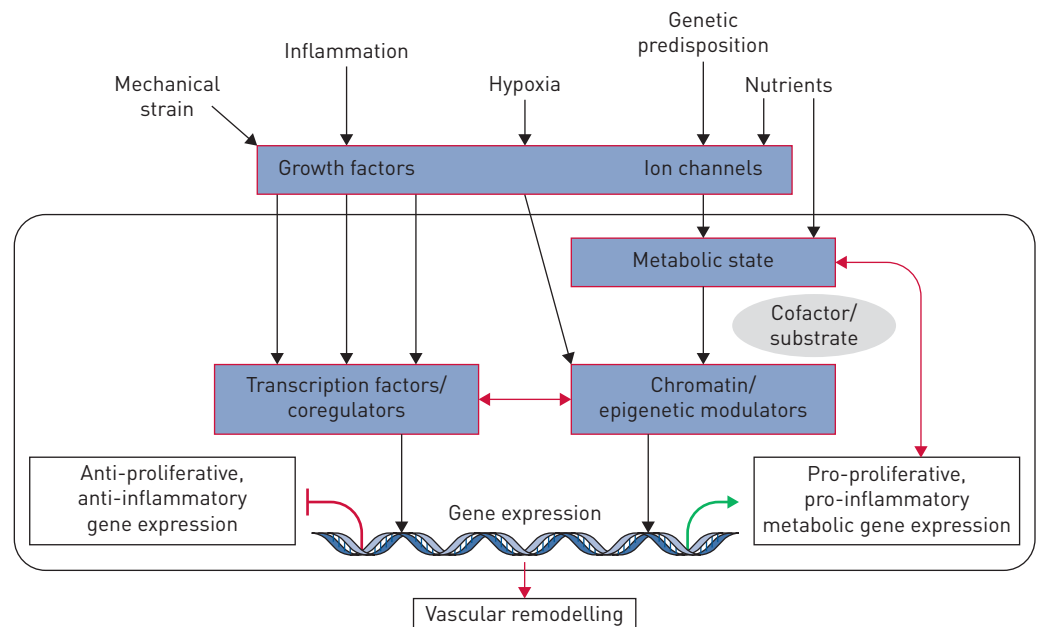 Genetic
predisposition
Inflammation
Mechanical
strain
Hypoxia
Nutrients
Growth factors
Ion channels
Metabolic state
Cofactor/
substrate
Transcription factors/
coregulators
Chromatin/
epigenetic modulators
Anti-proliferative,
anti-inflammatory
gene expression
Gene expression
Pro-proliferative,
pro-inflammatory
metabolic gene expression
Vascular remodelling